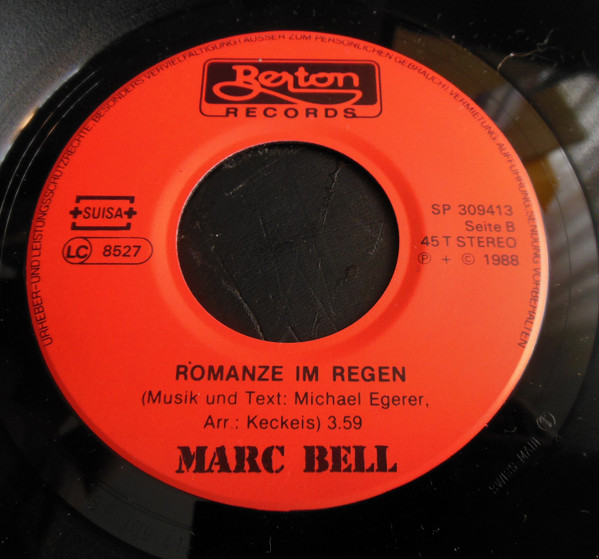 URHEBER-UND LEISTUNGSSCHUTZRECHTE, BESONDERS VERVIELFÄLTIGUNG (AUSSER ZUM PERSÖNLICHEN GEBRAUCH), VERMIETUNG, AUFFÜHRUNG, SENDUNG, VORBEHALTEN
Berton
RECORDS
+SUISA+
LC 8527
SP 309413
Seite B
45 T STEREO
℗ + © 1988
ROMANZE IM REGEN
(Musik und Text: Michael Egerer,
Arr.: Keckeis) 3.59
MARC BELL